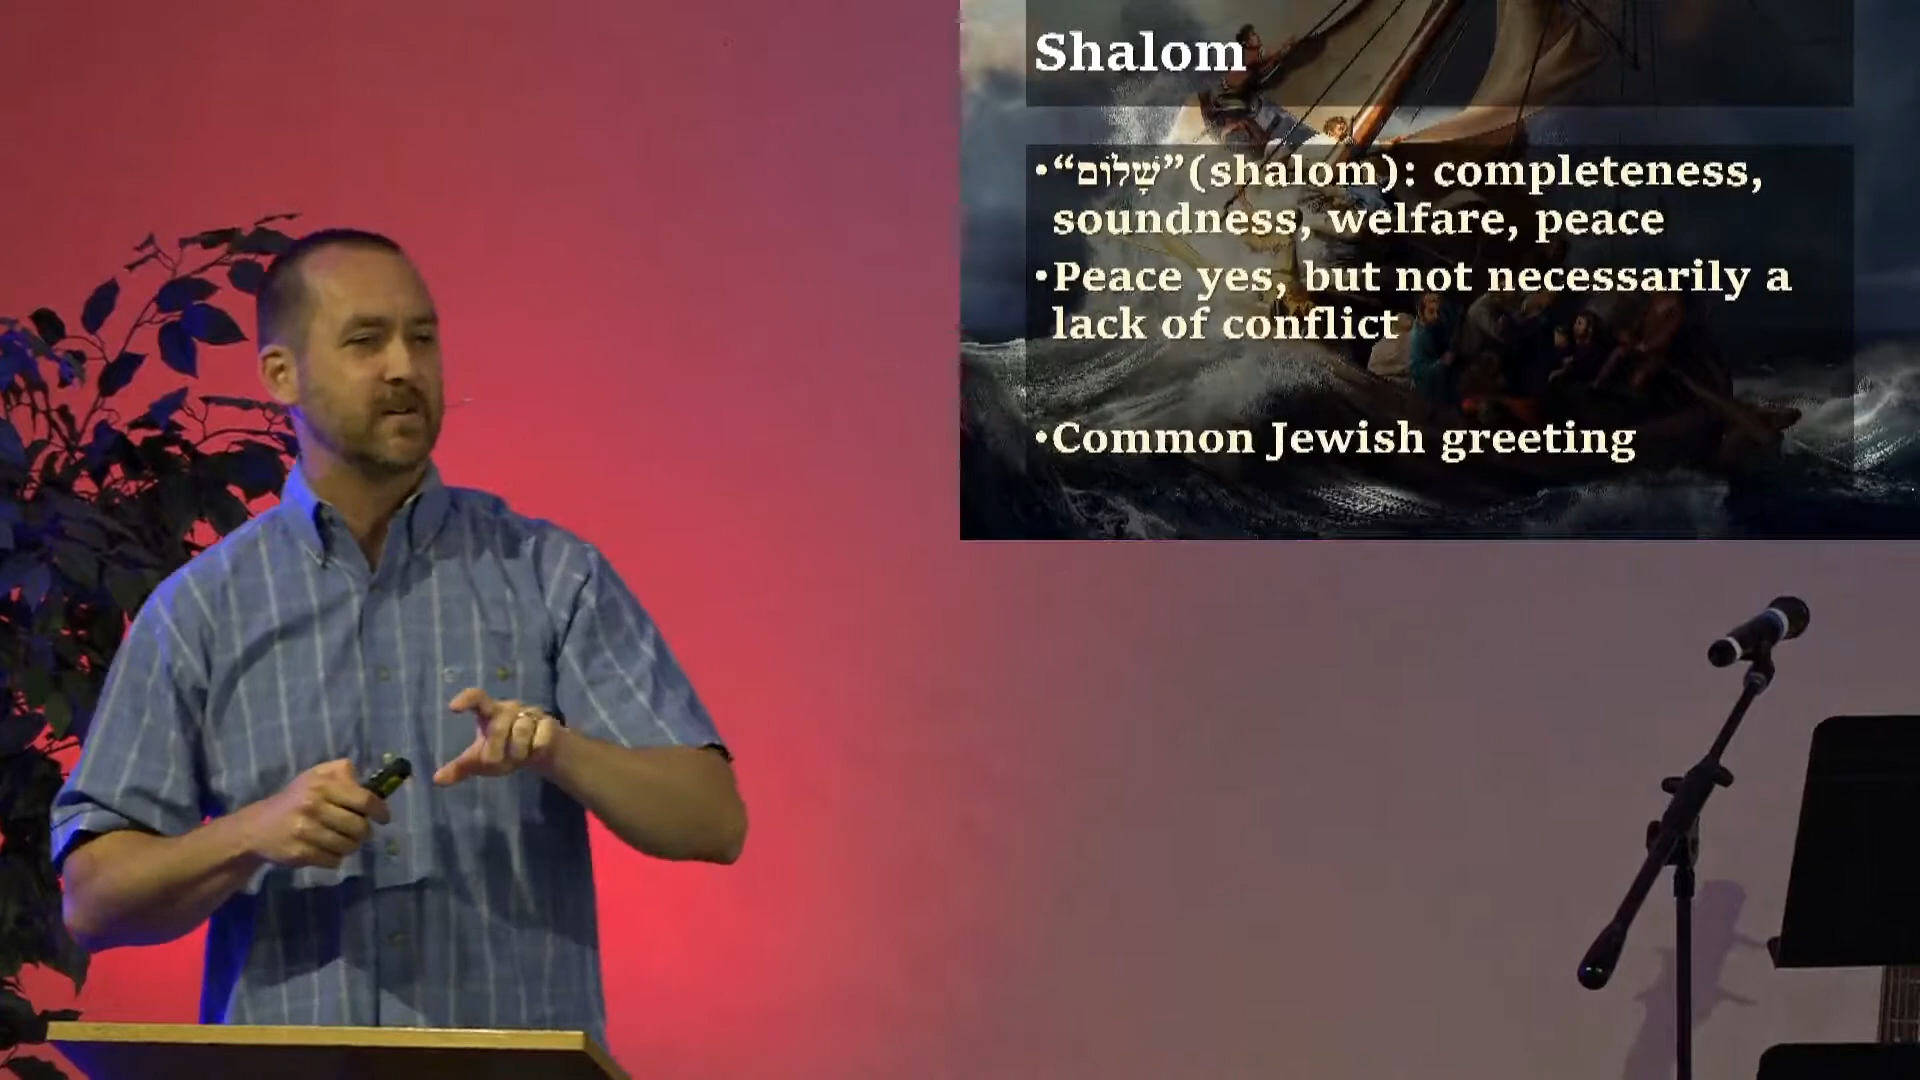 Shalom
•“שָׁלוֹם”(shalom): completeness,
soundness, welfare, peace
•Peace yes, but not necessarily a
lack of conflict
•Common Jewish greeting